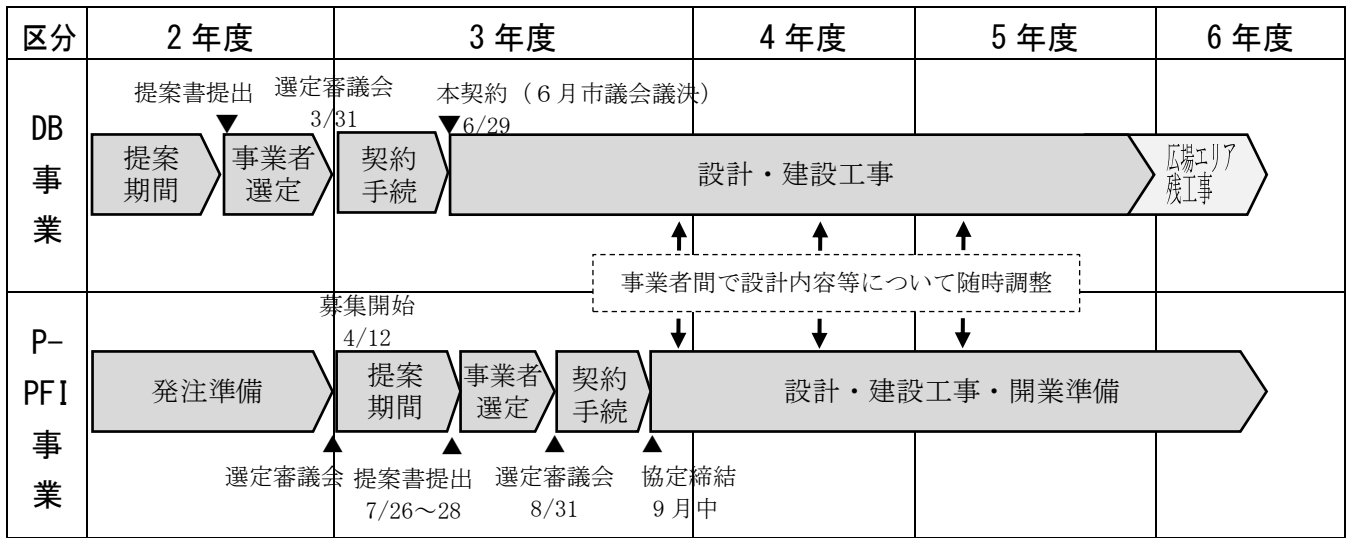 区分 2年度 3年度 4年度 5年度 6年度
DB
事
業
提案書提出 選定審議会
3/31
本契約（６月市議会議決）
6/29
提案
期間
事業者
選定
契約
手続
設計・建設工事
広場エリア
残工事
事業者間で設計内容等について随時調整
P-
PFI
事
業
募集開始
4/12
発注準備
提案
期間
事業者
選定
契約
手続
設計・建設工事・開業準備
選定審議会
提案書提出
7/26～28
選定審議会
8/31
協定締結
９月中